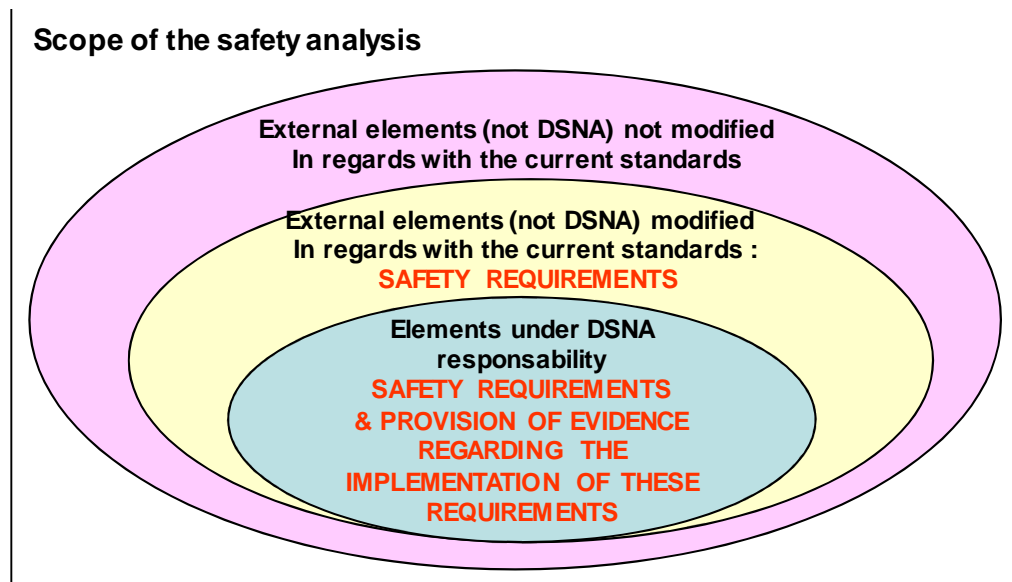 Scope of the safety analysis
External elements (not DSNA) not modified
In regards with the current standards
External elements (not DSNA) modified
In regards with the current standards :
SAFETY REQUIREMENTS
Elements under DSNA
responsability
SAFETY REQUIREMENTS
& PROVISION OF EVIDENCE
REGARDING THE
IMPLEMENTATION OF THESE
REQUIREMENTS